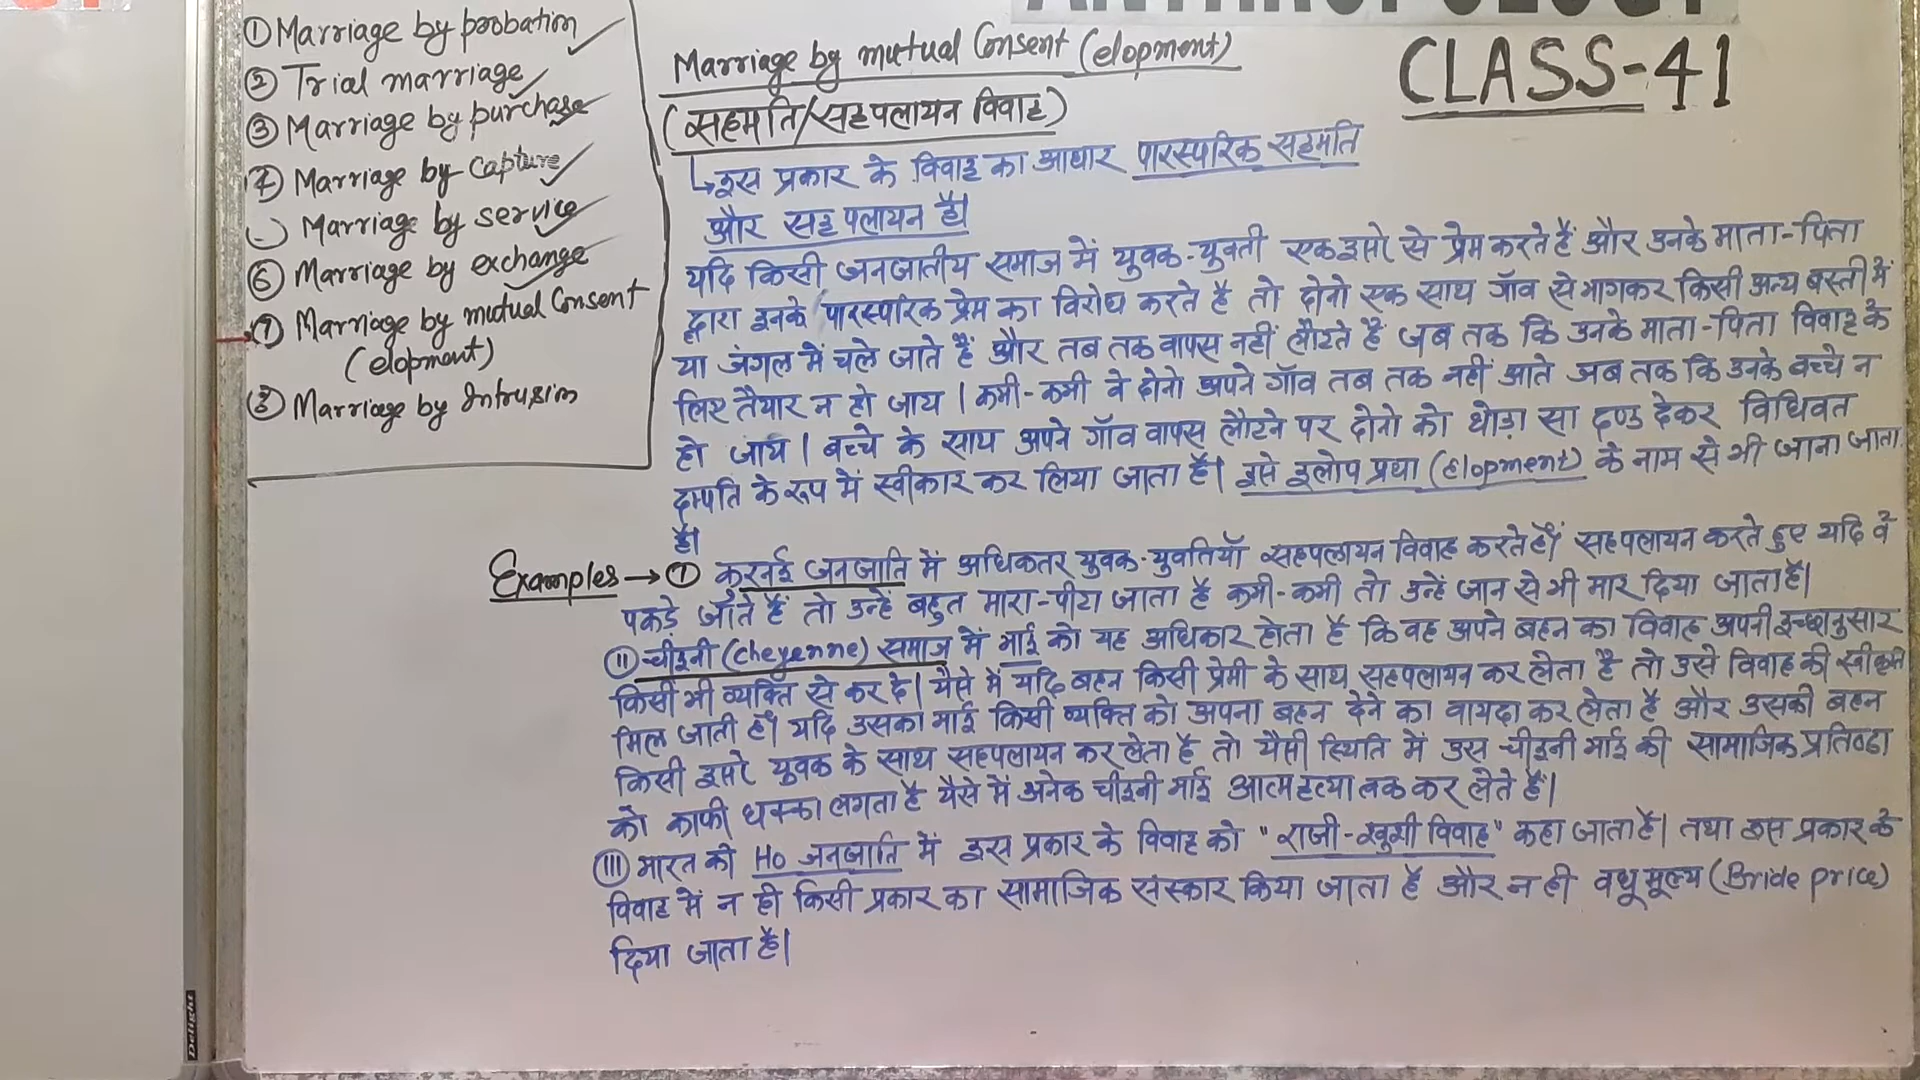 ANTHROPOLOGY
CLASS-41
① Marriage by probation ✓
② Trial marriage ✓
③ Marriage by purchase ✓
④ Marriage by Capture ✓
Marriage by service ✓
⑥ Marriage by exchange ✓
⑦ Marriage by mutual Consent
(elopment)
⑧ Marriage by Intrusion
Marriage by mutual Consent (elopment)
(सहमति/सहपलायन विवाह)
↳ इस प्रकार के विवाह का आधार पारस्परिक सहमति
और सह पलायन है।
यदि किसी जनजातीय समाज में युवक-युवती एक दूसरे से प्रेम करते हैं और उनके माता-पिता
द्वारा इनके पारस्परिक प्रेम का विरोध करते है तो दोनो एक साथ गाँव से भागकर किसी अन्य बस्ती में
या जंगल में चले जाते हैं और तब तक वापस नहीं लौटते हैं जब तक कि उनके माता-पिता विवाह के
लिए तैयार न हो जाय। कभी-कभी वे दोनो अपने गाँव तब तक नहीं आते जब तक कि उनके बच्चे न
हो जाय। बच्चे के साथ अपने गाँव वापस लौटने पर दोनो को थोड़ा सा दण्ड देकर विधिवत
दम्पति के रूप में स्वीकार कर लिया जाता है। इसे इलोप प्रथा (Elopment) के नाम से भी जाना जाता
है।
Examples → ① कुरनई जनजाति में अधिकतर युवक-युवतियाँ सहपलायन विवाह करते हैं। सहपलायन करते हुए यदि वे
पकडे जाते हैं तो उन्हें बहुत मारा-पीटा जाता है कभी-कभी तो उन्हें जान से भी मार दिया जाता है।
(II) चीइनी (Cheyenne) समाज में भाई को यह अधिकार होता है कि वह अपने बहन का विवाह अपनी इच्छानुसार
किसी भी व्यक्ति से कर दे। यैसे में यदि बहन किसी प्रेमी के साथ सहपलायन कर लेता है तो उसे विवाह की स्वीकृती
मिल जाती है। यदि उसका भाई किसी व्यक्ति को अपना बहन देने का वायदा कर लेता है और उसकी बहन
किसी दूसरे युवक के साथ सहपलायन कर लेता है तो यैसी स्थिति में उस चीइनी भाई की सामाजिक प्रतिष्ठा
को काफी धक्का लगता है यैसे में अनेक चीइनी भाई आत्महत्या तक कर लेते हैं।
(III) भारत की Ho जनजाति में इस प्रकार के विवाह को "राजी-खुशी विवाह" कहा जाता है। तथा इस प्रकार के
विवाह में न ही किसी प्रकार का सामाजिक संस्कार किया जाता है और न ही वधूमूल्य (Bride price)
दिया जाता है।
Delight